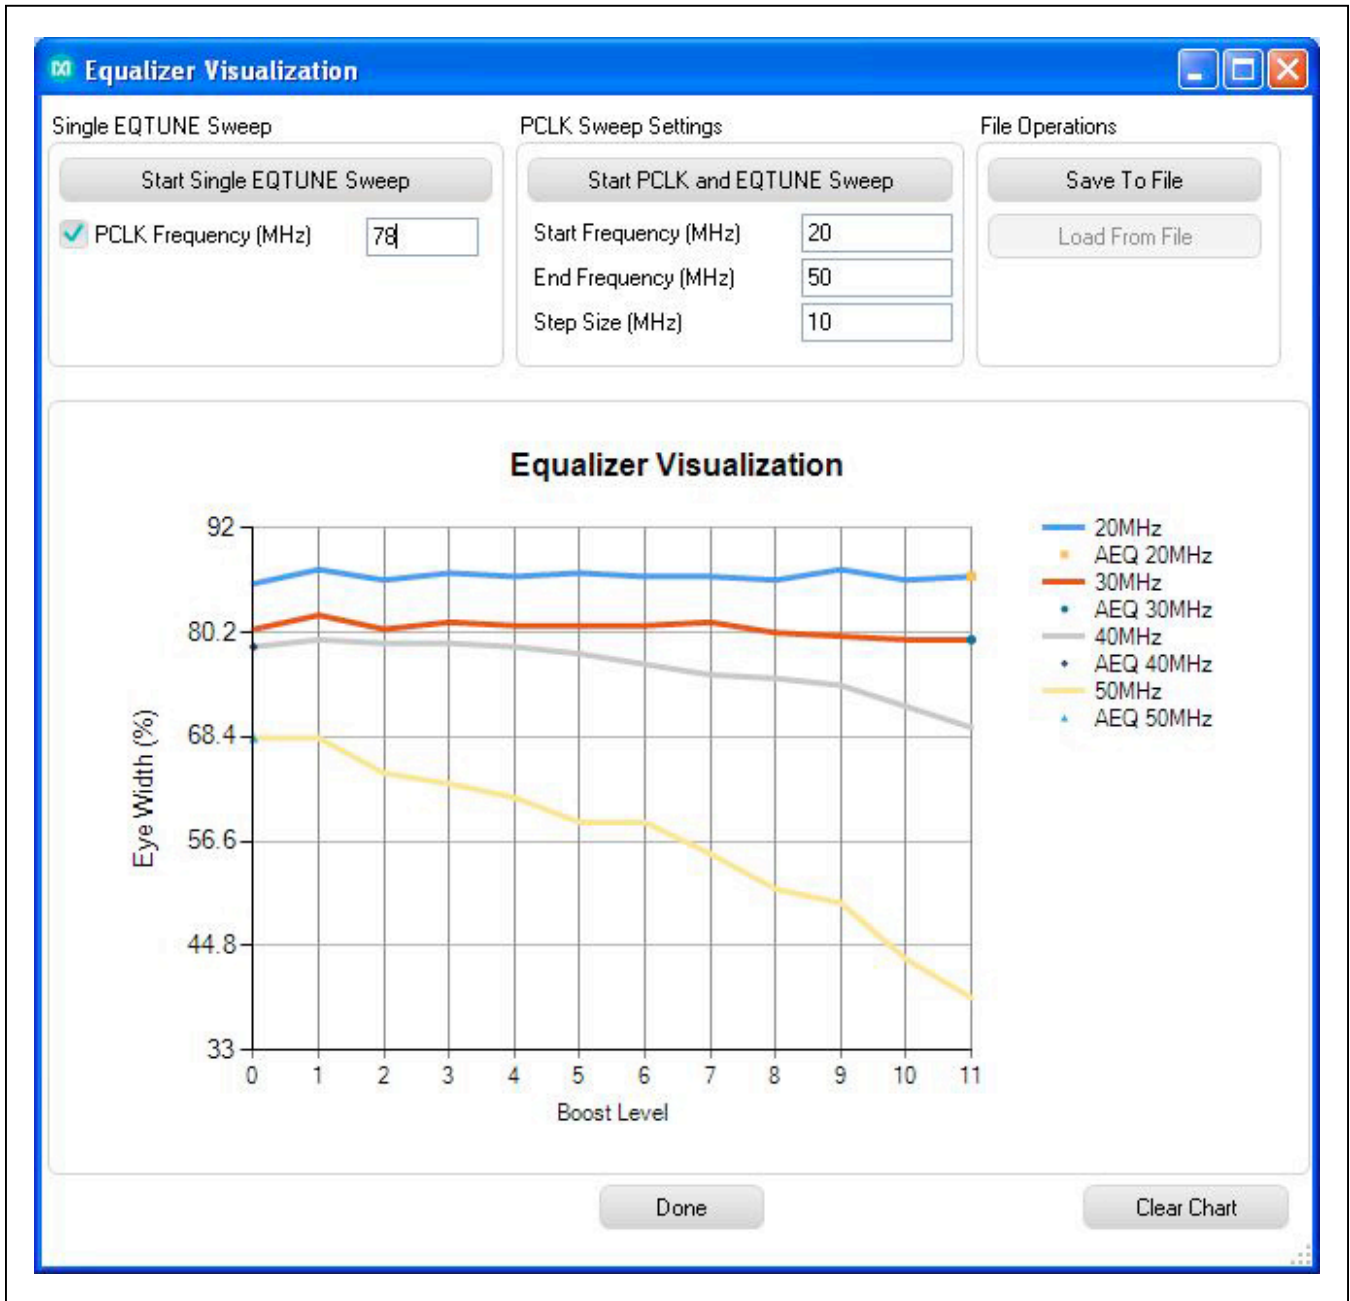 Equalizer Visualization
Single EQTUNE Sweep
Start Single EQTUNE Sweep
PCLK Frequency (MHz) 78
PCLK Sweep Settings
Start PCLK and EQTUNE Sweep
Start Frequency (MHz) 20
End Frequency (MHz) 50
Step Size (MHz) 10
File Operations
Save To File
Load From File
Equalizer Visualization
Eye Width (%)
92
80.2
68.4
56.6
44.8
33
0 1 2 3 4 5 6 7 8 9 10 11
Boost Level
20MHz
AEQ 20MHz
30MHz
AEQ 30MHz
40MHz
AEQ 40MHz
50MHz
AEQ 50MHz
Done
Clear Chart